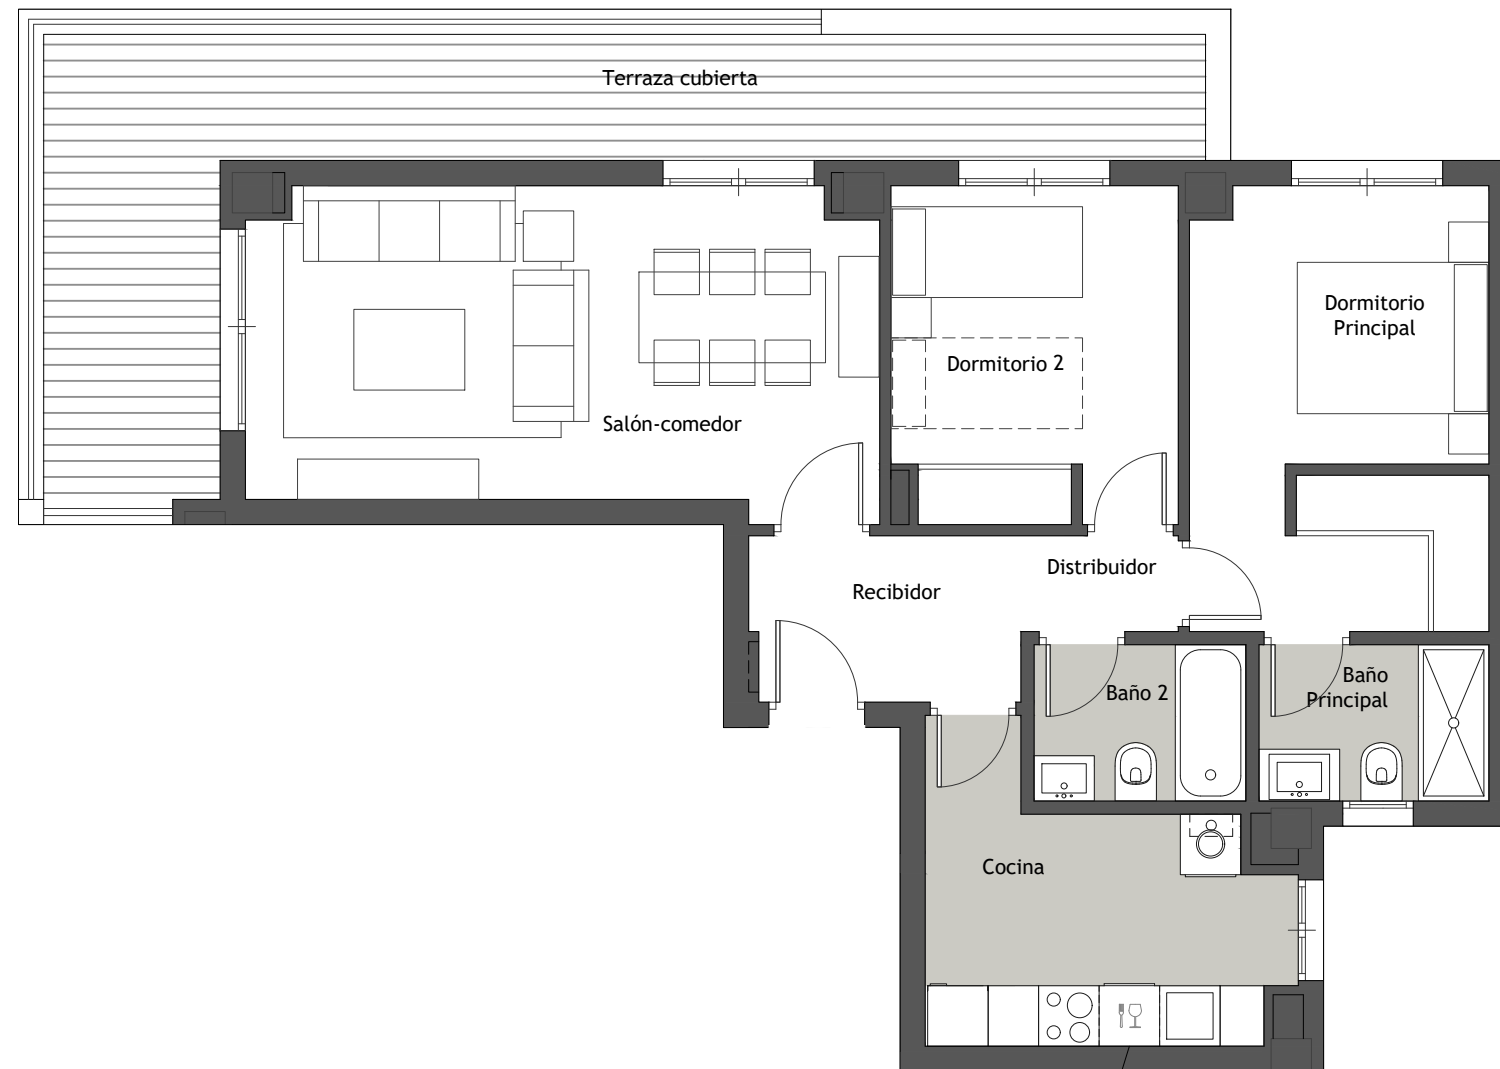 Terraza cubierta
Dormitorio
Principal
Dormitorio 2
Salón-comedor
Distribuidor
Recibidor
Baño
Principal
Baño 2
Cocina